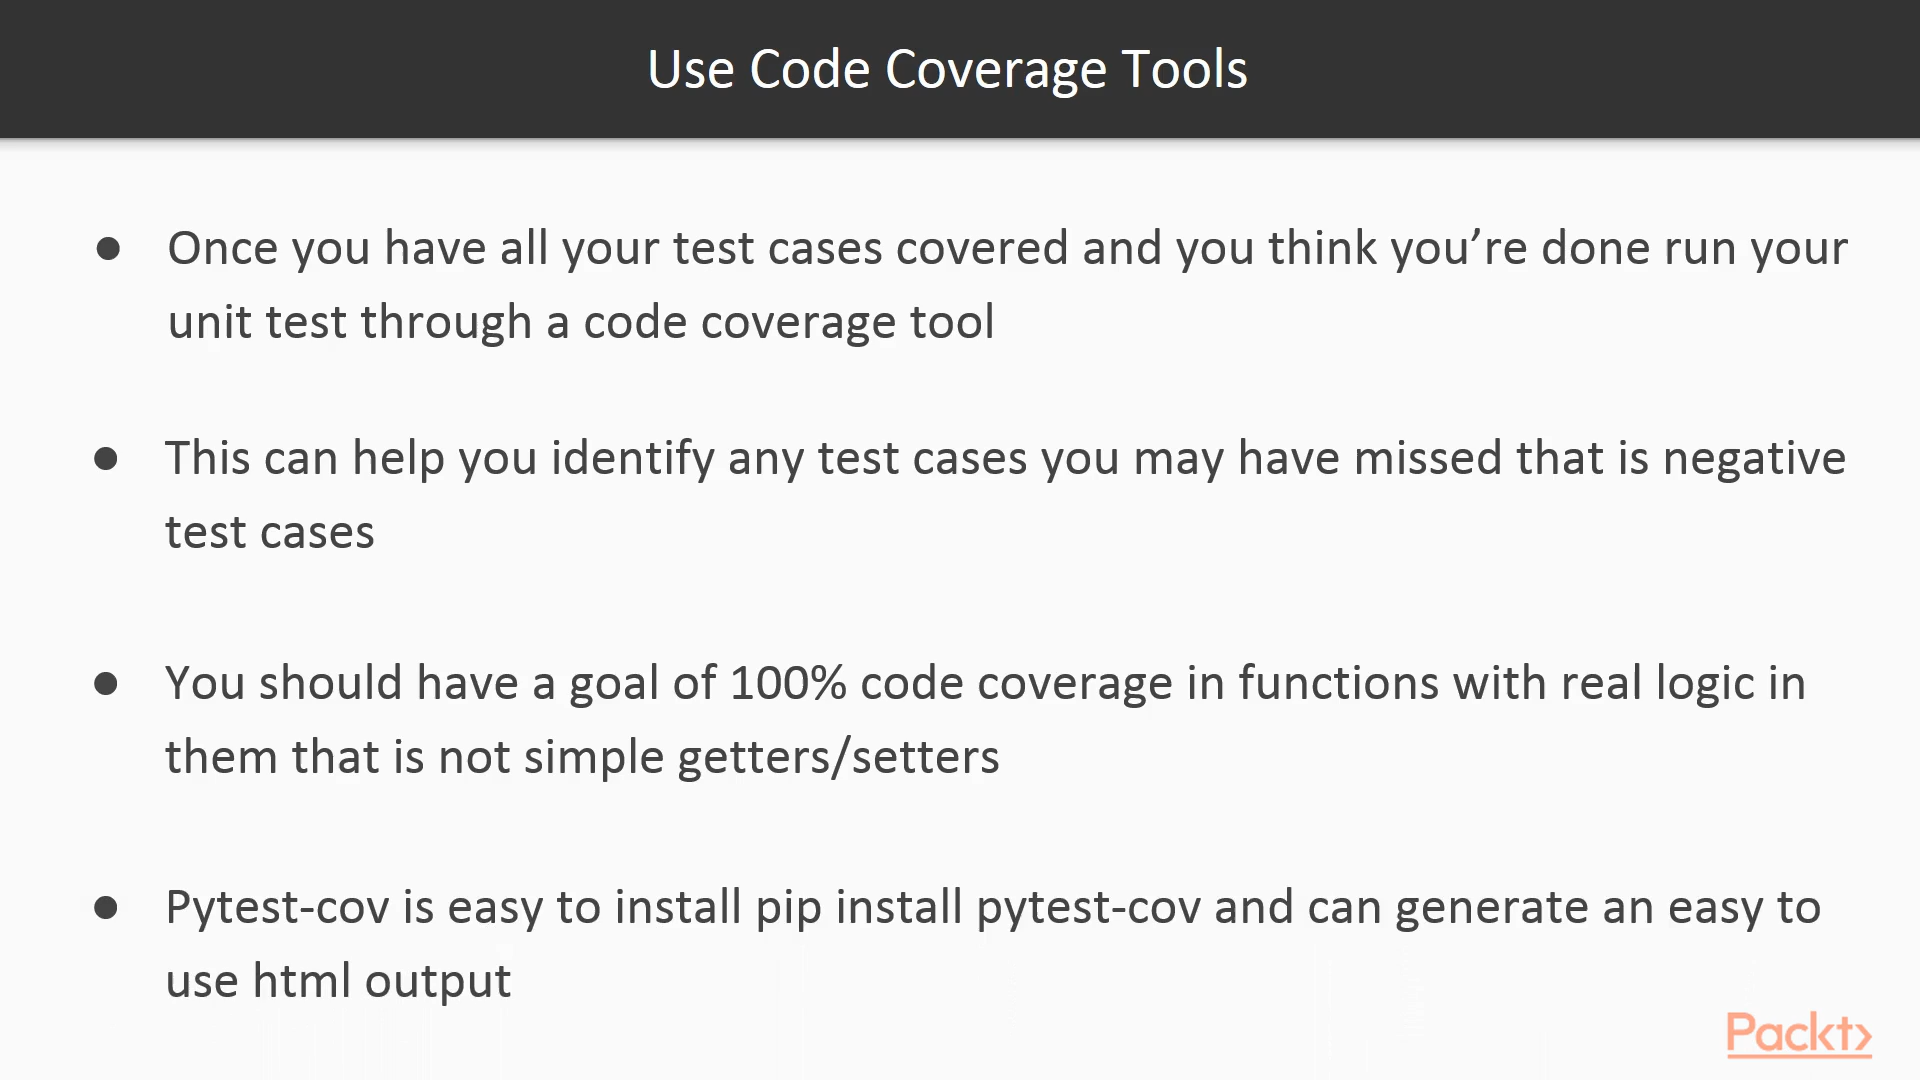 Use Code Coverage Tools
● Once you have all your test cases covered and you think you’re done run your
unit test through a code coverage tool
● This can help you identify any test cases you may have missed that is negative
test cases
● You should have a goal of 100% code coverage in functions with real logic in
them that is not simple getters/setters
● Pytest-cov is easy to install pip install pytest-cov and can generate an easy to
use html output
Packt>